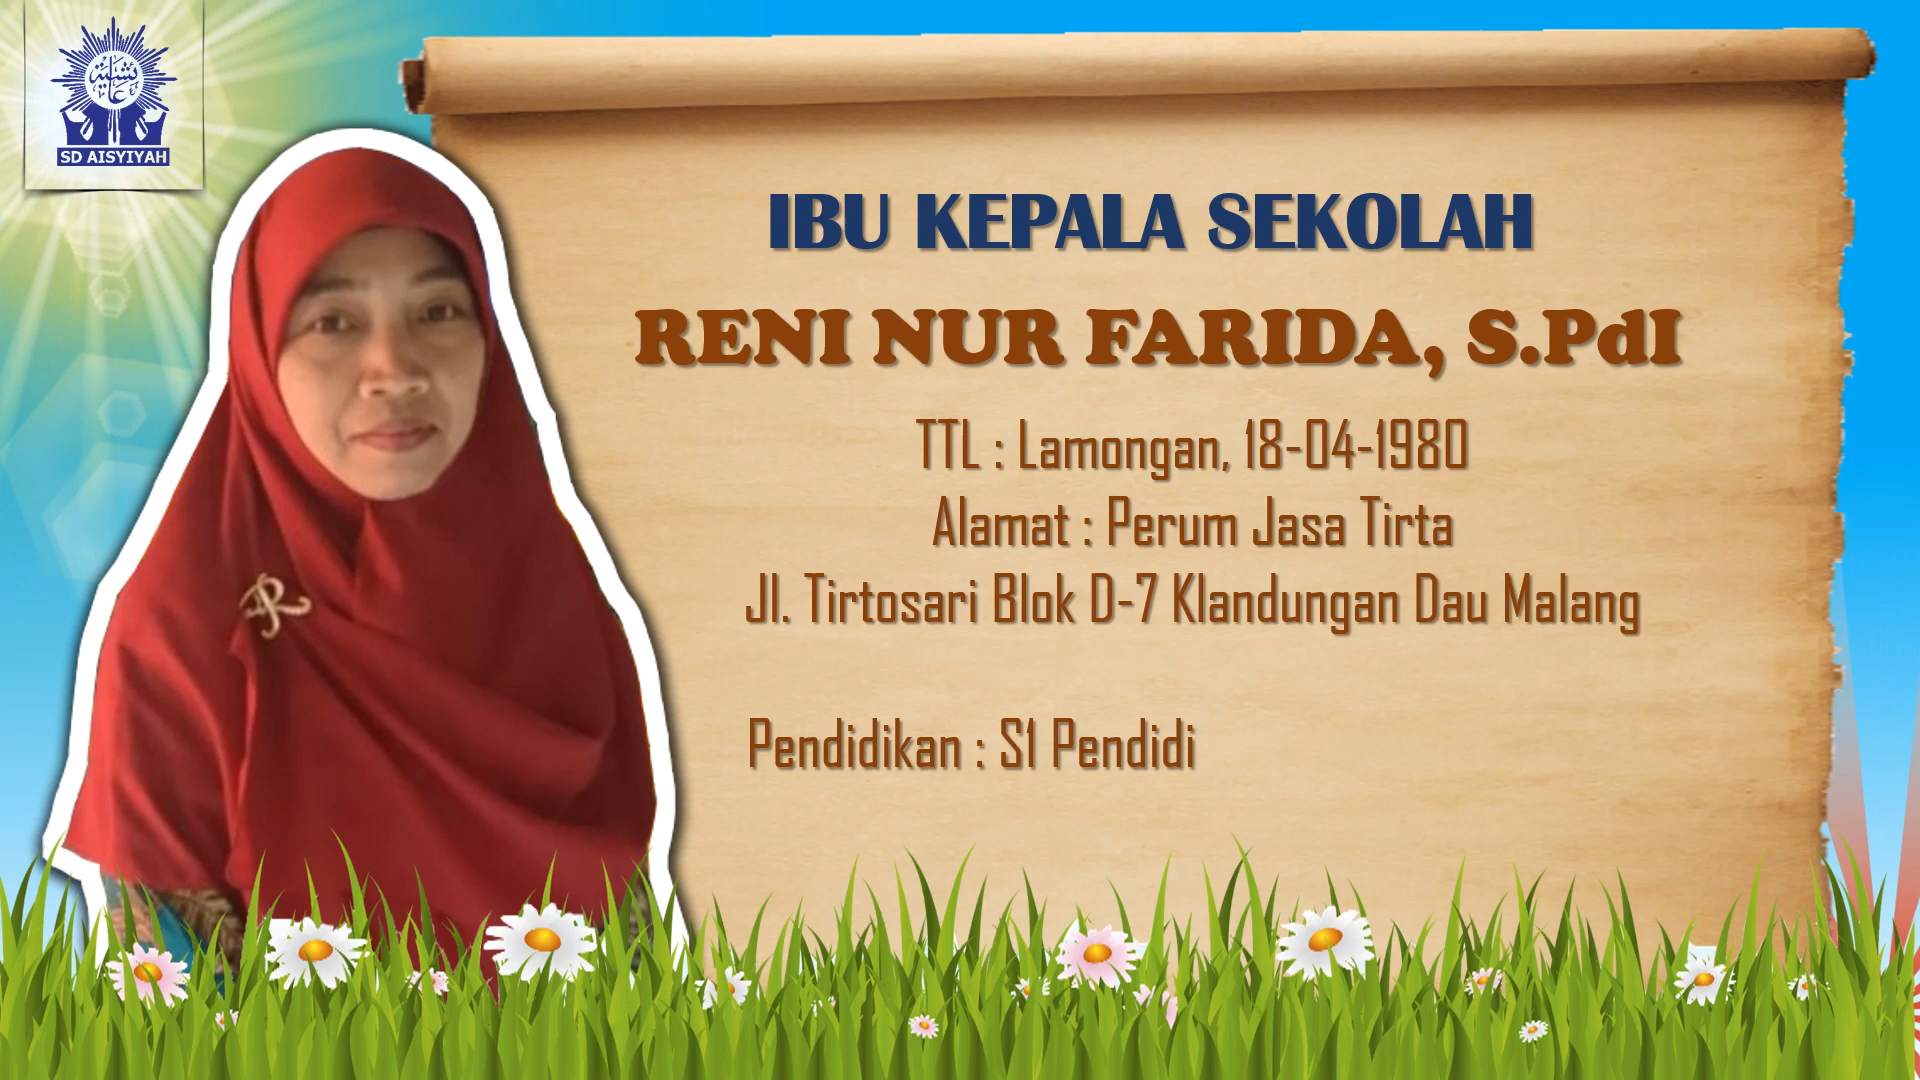 عائشية
SD AISYIYAH
IBU KEPALA SEKOLAH
RENI NUR FARIDA, S.PdI
TTL : Lamongan, 18-04-1980
Alamat : Perum Jasa Tirta
Jl. Tirtosari Blok D-7 Klandungan Dau Malang
Pendidikan : S1 Pendidi